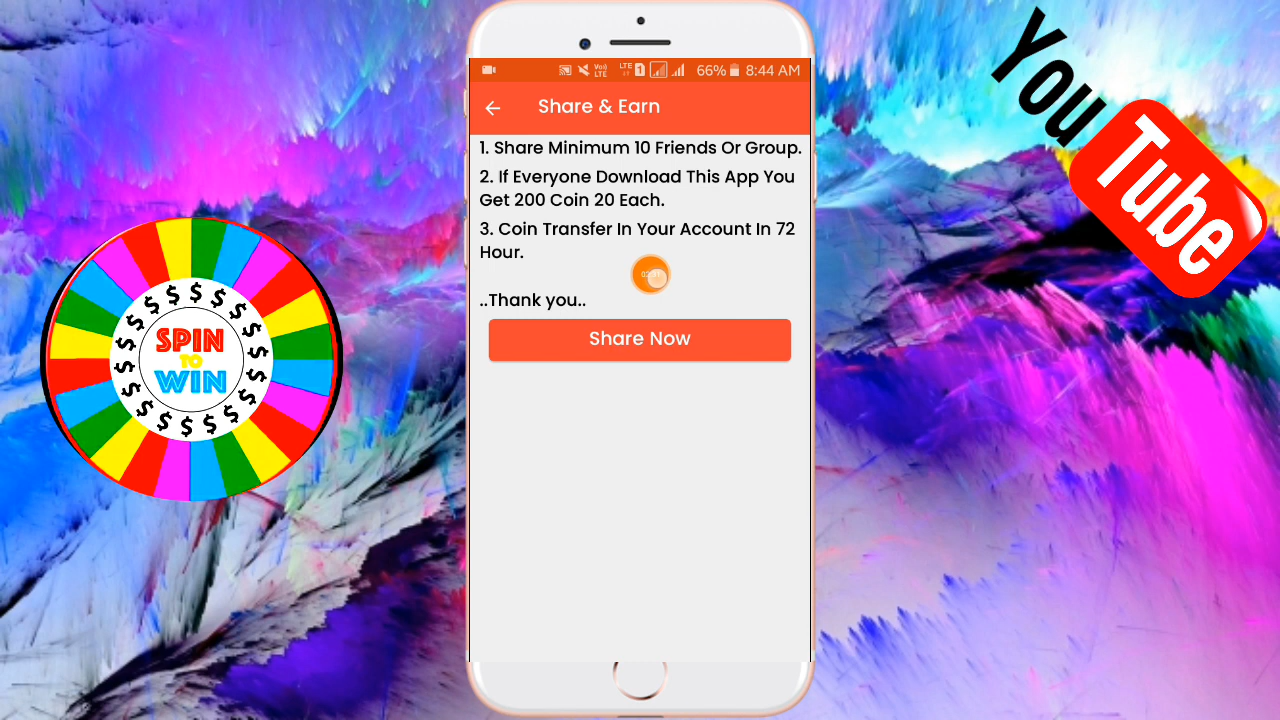 LTE 1 66% 8:44 AM
Share & Earn
1. Share Minimum 10 Friends Or Group.
2. If Everyone Download This App You
Get 200 Coin 20 Each.
3. Coin Transfer In Your Account In 72
Hour.
..Thank you..
Share Now
SPIN
TO
WIN
$ $ $ $ $ $ $ $ $ $ $ $ $ $ $ $ $ $
You
Tube